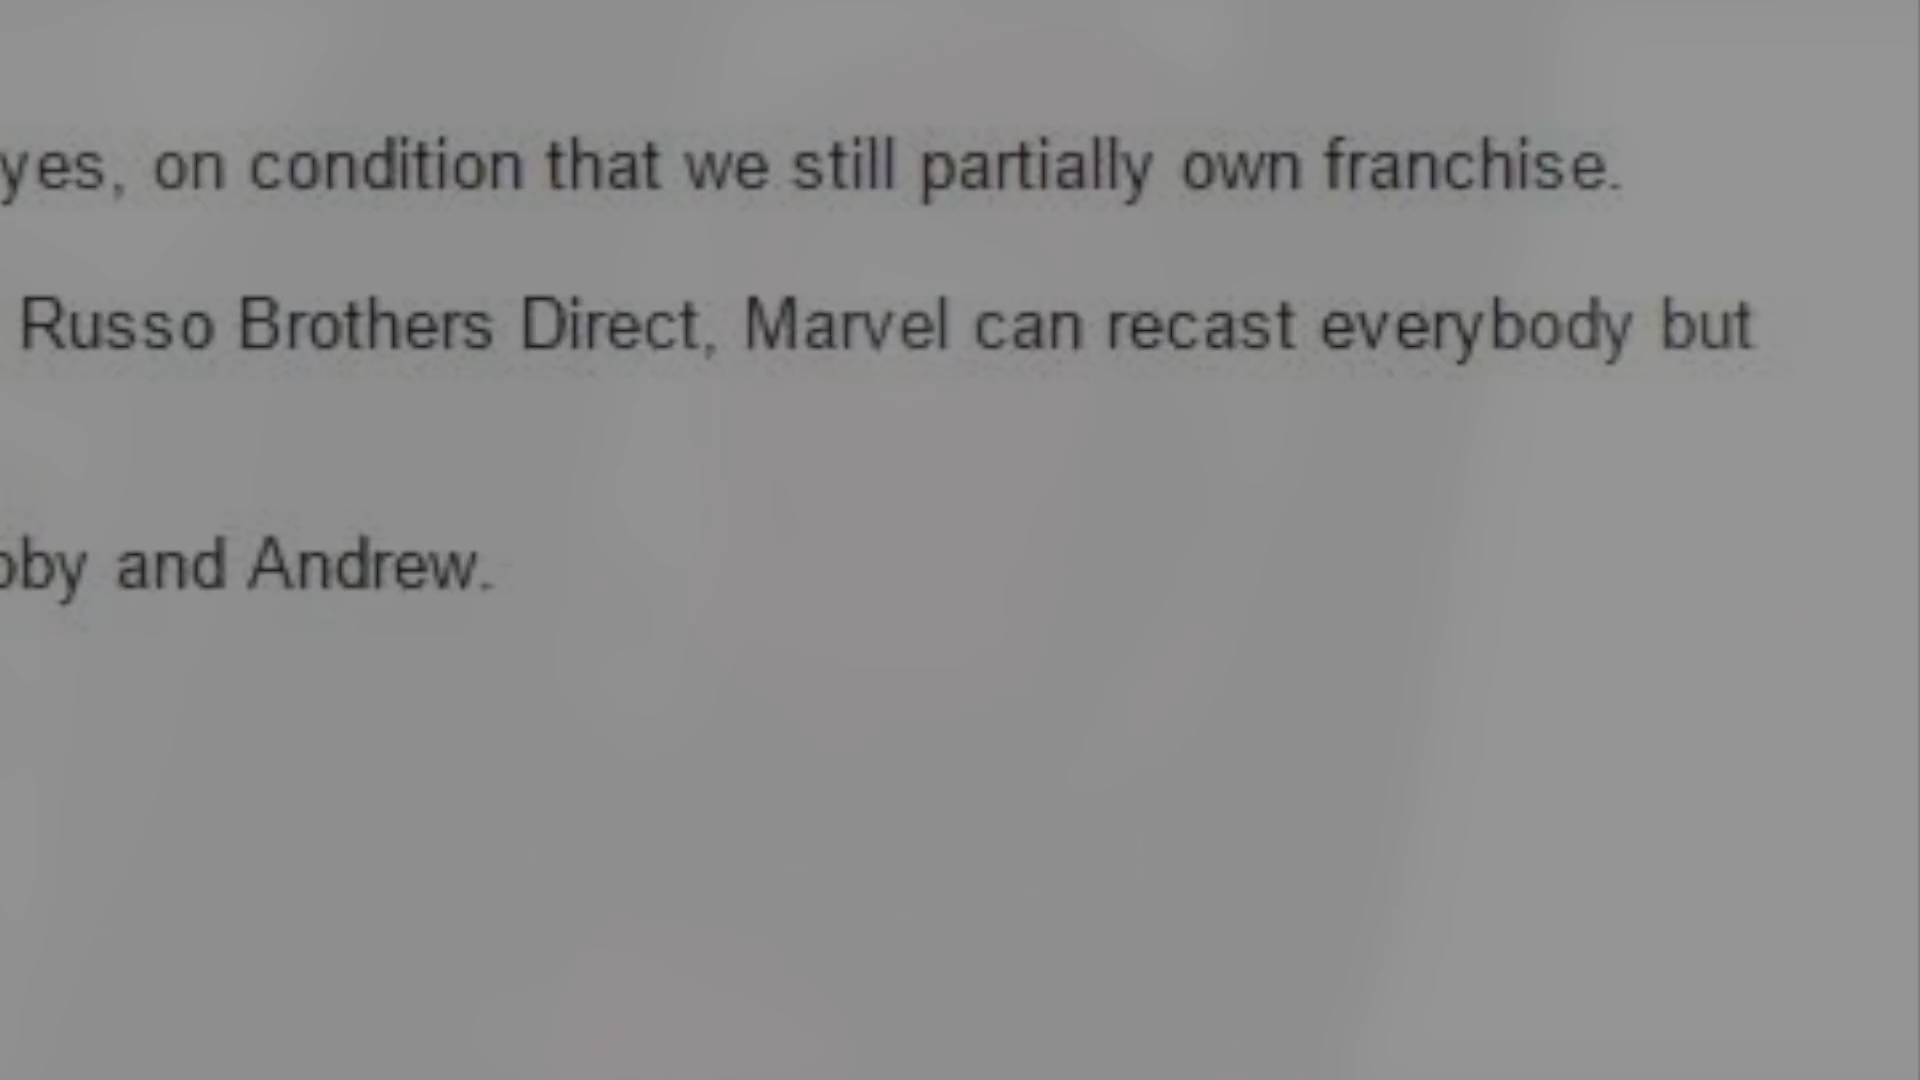 yes, on condition that we still partially own franchise.
Russo Brothers Direct, Marvel can recast everybody but
oby and Andrew.